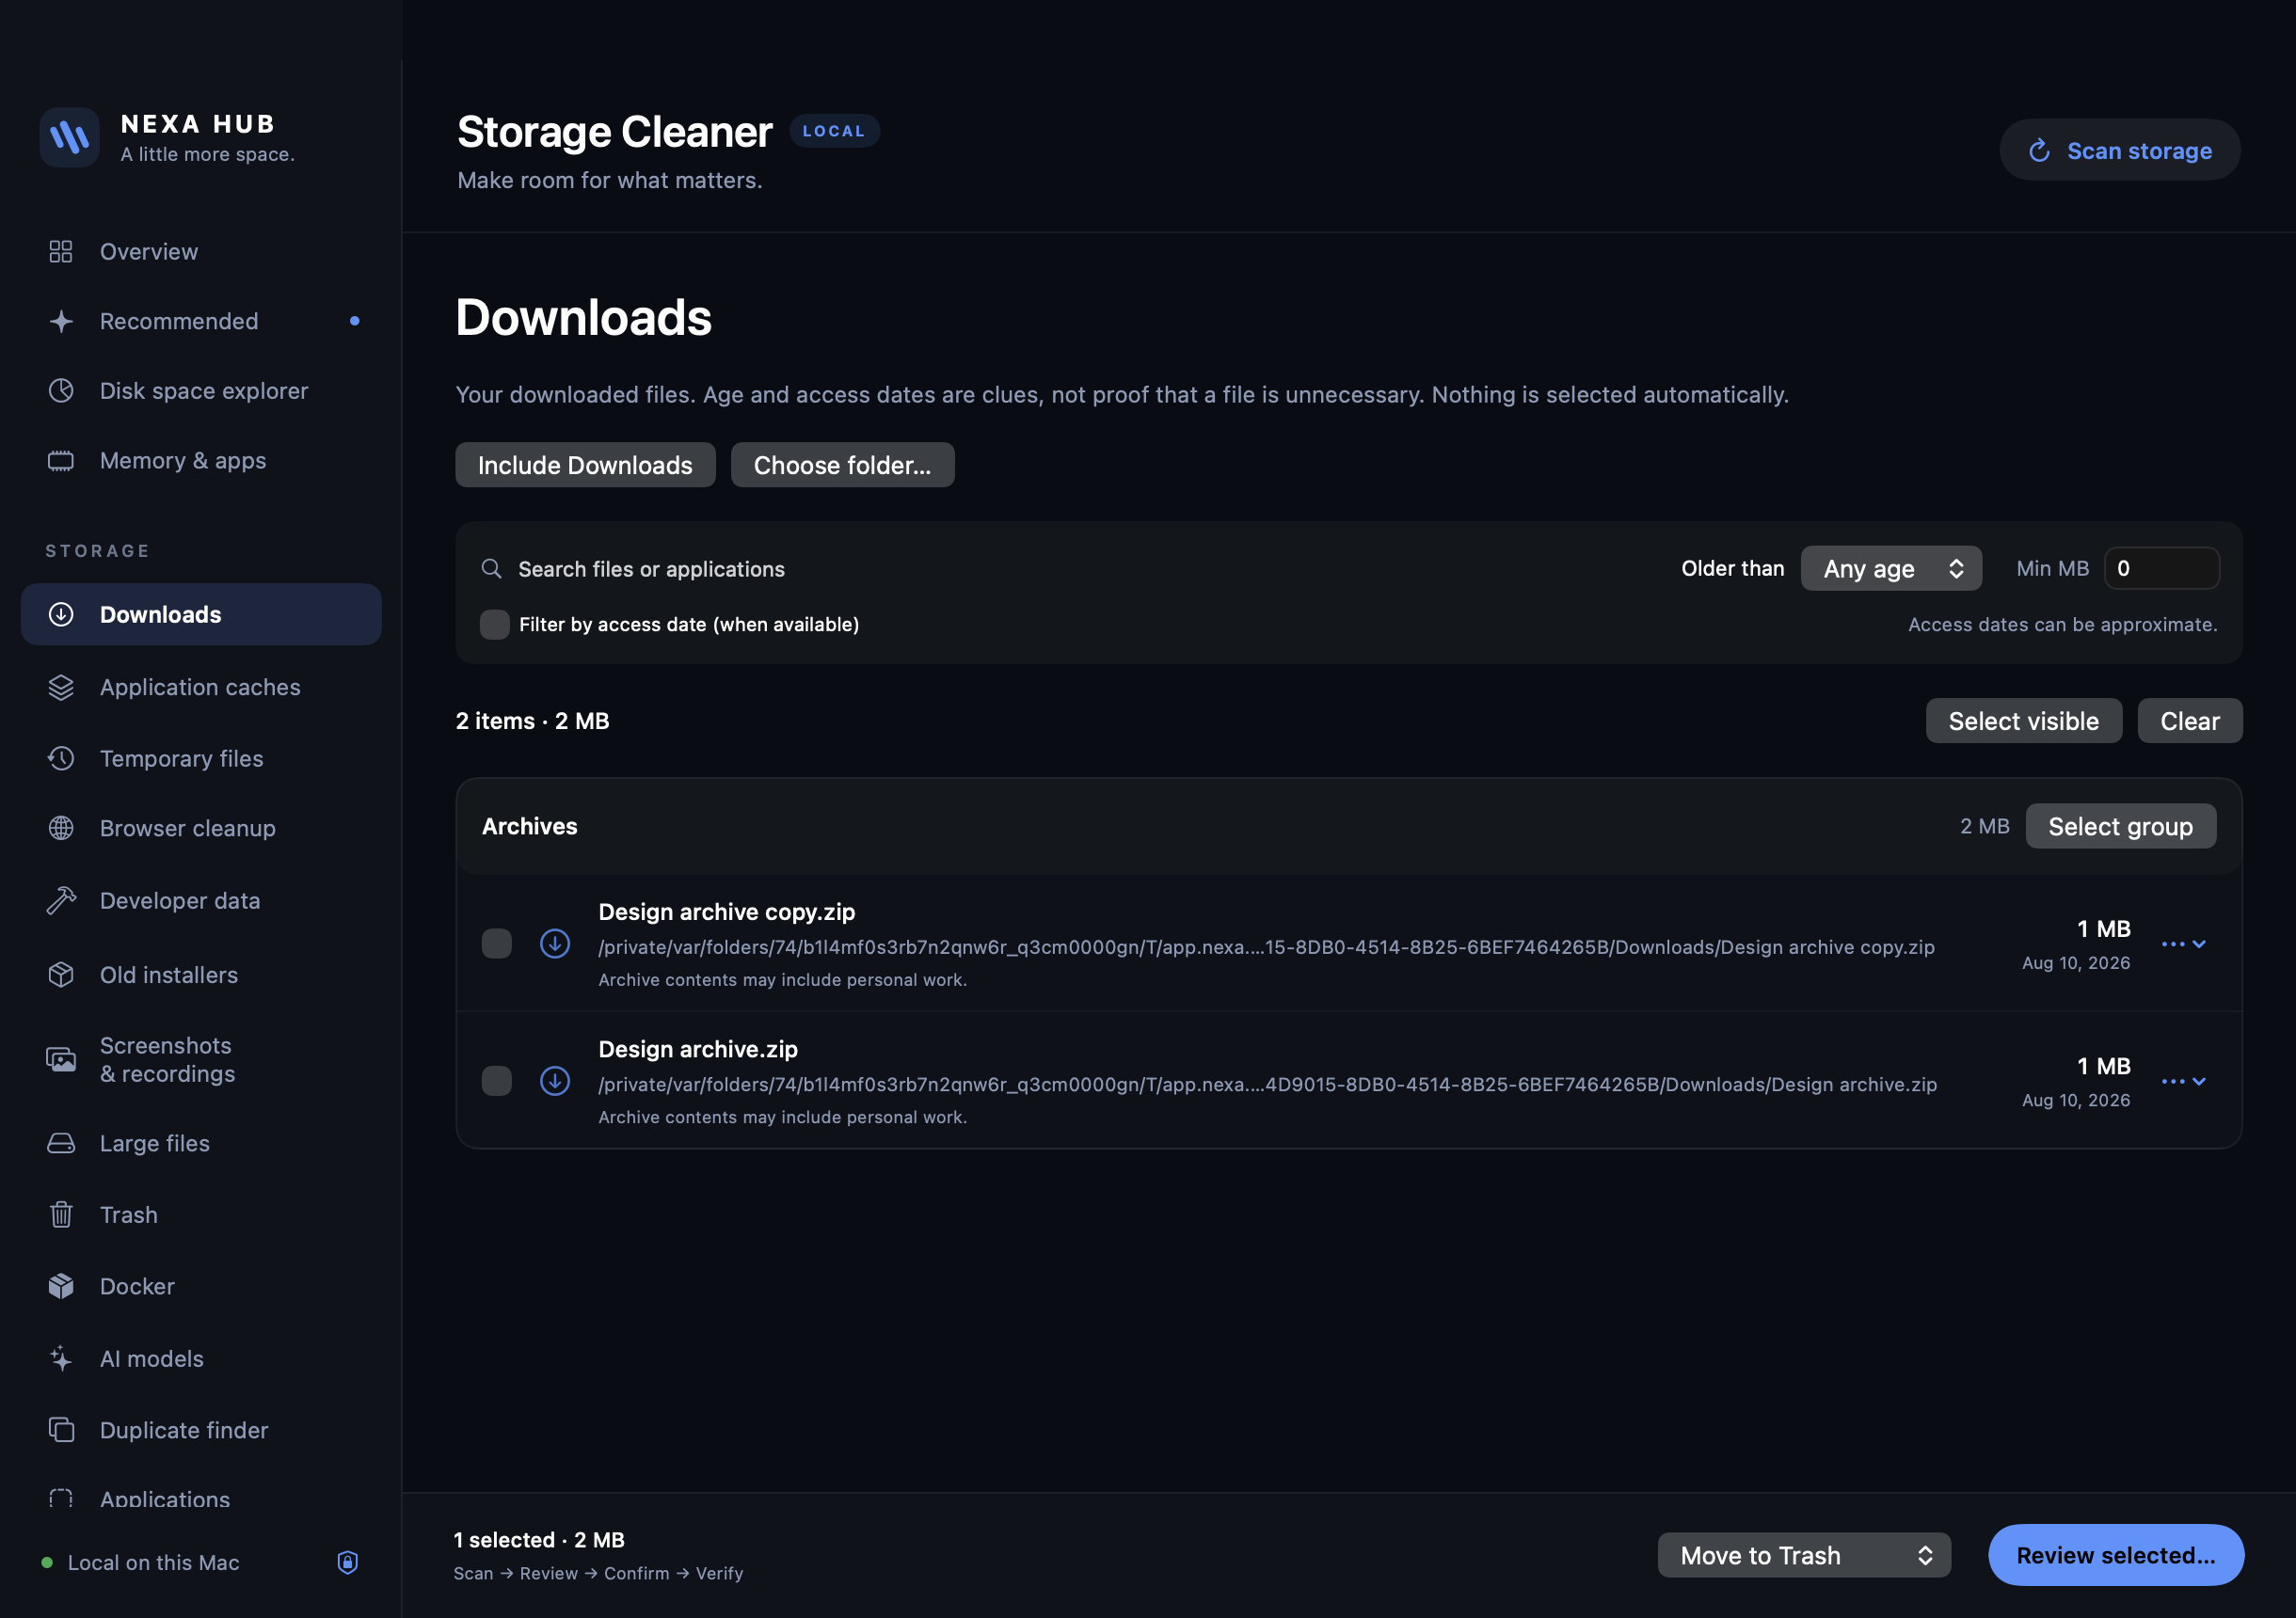 NEXA HUB
A little more space.
Overview
Recommended
Disk space explorer
Memory & apps
STORAGE
Downloads
Application caches
Temporary files
Browser cleanup
Developer data
Old installers
Screenshots
& recordings
Large files
Trash
Docker
AI models
Duplicate finder
Applications
Local on this Mac
Storage Cleaner LOCAL
Make room for what matters.
Scan storage
Downloads
Your downloaded files. Age and access dates are clues, not proof that a file is unnecessary. Nothing is selected automatically.
Include Downloads Choose folder...
Search files or applications Older than Any age Min MB 0
Filter by access date (when available) Access dates can be approximate.
2 items · 2 MB Select visible Clear
Archives 2 MB Select group
Design archive copy.zip
/private/var/folders/74/b1l4mf0s3rb7n2qnw6r_q3cm0000gn/T/app.nexa....15-8DB0-4514-8B25-6BEF7464265B/Downloads/Design archive copy.zip
Archive contents may include personal work.
1 MB
Aug 10, 2026
Design archive.zip
/private/var/folders/74/b1l4mf0s3rb7n2qnw6r_q3cm0000gn/T/app.nexa....4D9015-8DB0-4514-8B25-6BEF7464265B/Downloads/Design archive.zip
Archive contents may include personal work.
1 MB
Aug 10, 2026
1 selected · 2 MB
Scan → Review → Confirm → Verify
Move to Trash
Review selected...